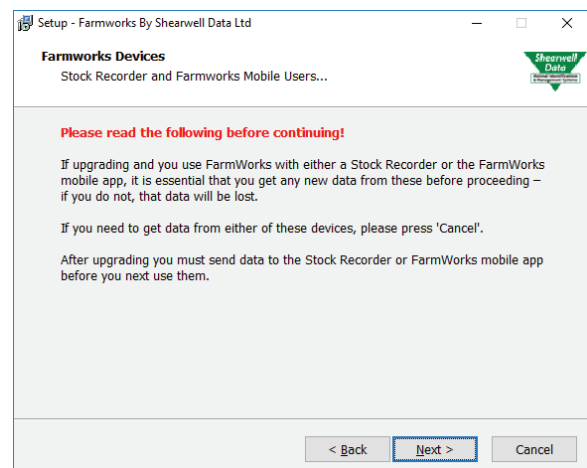 Setup - Farmworks By Shearwell Data Ltd
Farmworks Devices
Stock Recorder and Farmworks Mobile Users...
Shearwell
Data
Please read the following before continuing!
If upgrading and you use FarmWorks with either a Stock Recorder or the FarmWorks
mobile app, it is essential that you get any new data from these before proceeding –
if you do not, that data will be lost.
If you need to get data from either of these devices, please press 'Cancel'.
After upgrading you must send data to the Stock Recorder or FarmWorks mobile app
before you next use them.
< Back
Next >
Cancel